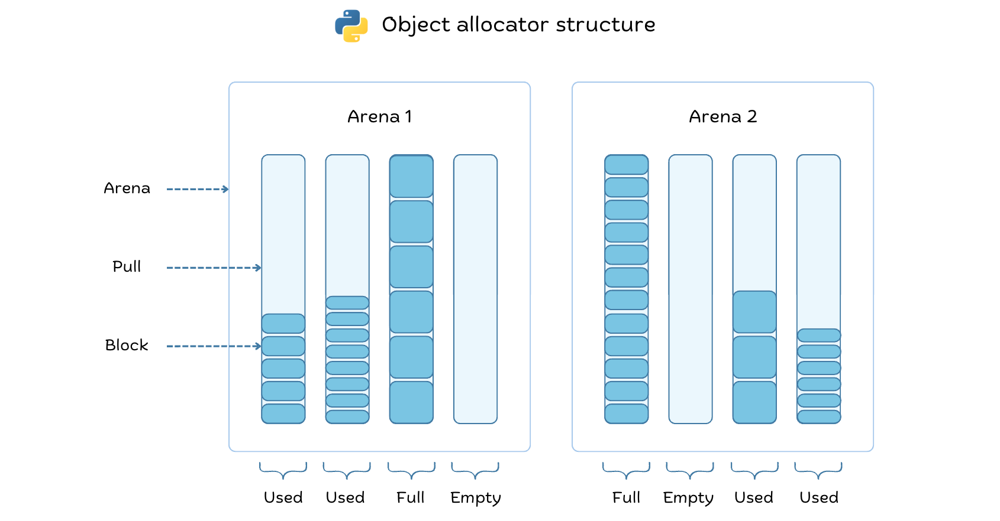 Object allocator structure
Arena 1
Arena 2
Arena
Pull
Block
Used
Used
Full
Empty
Full
Empty
Used
Used